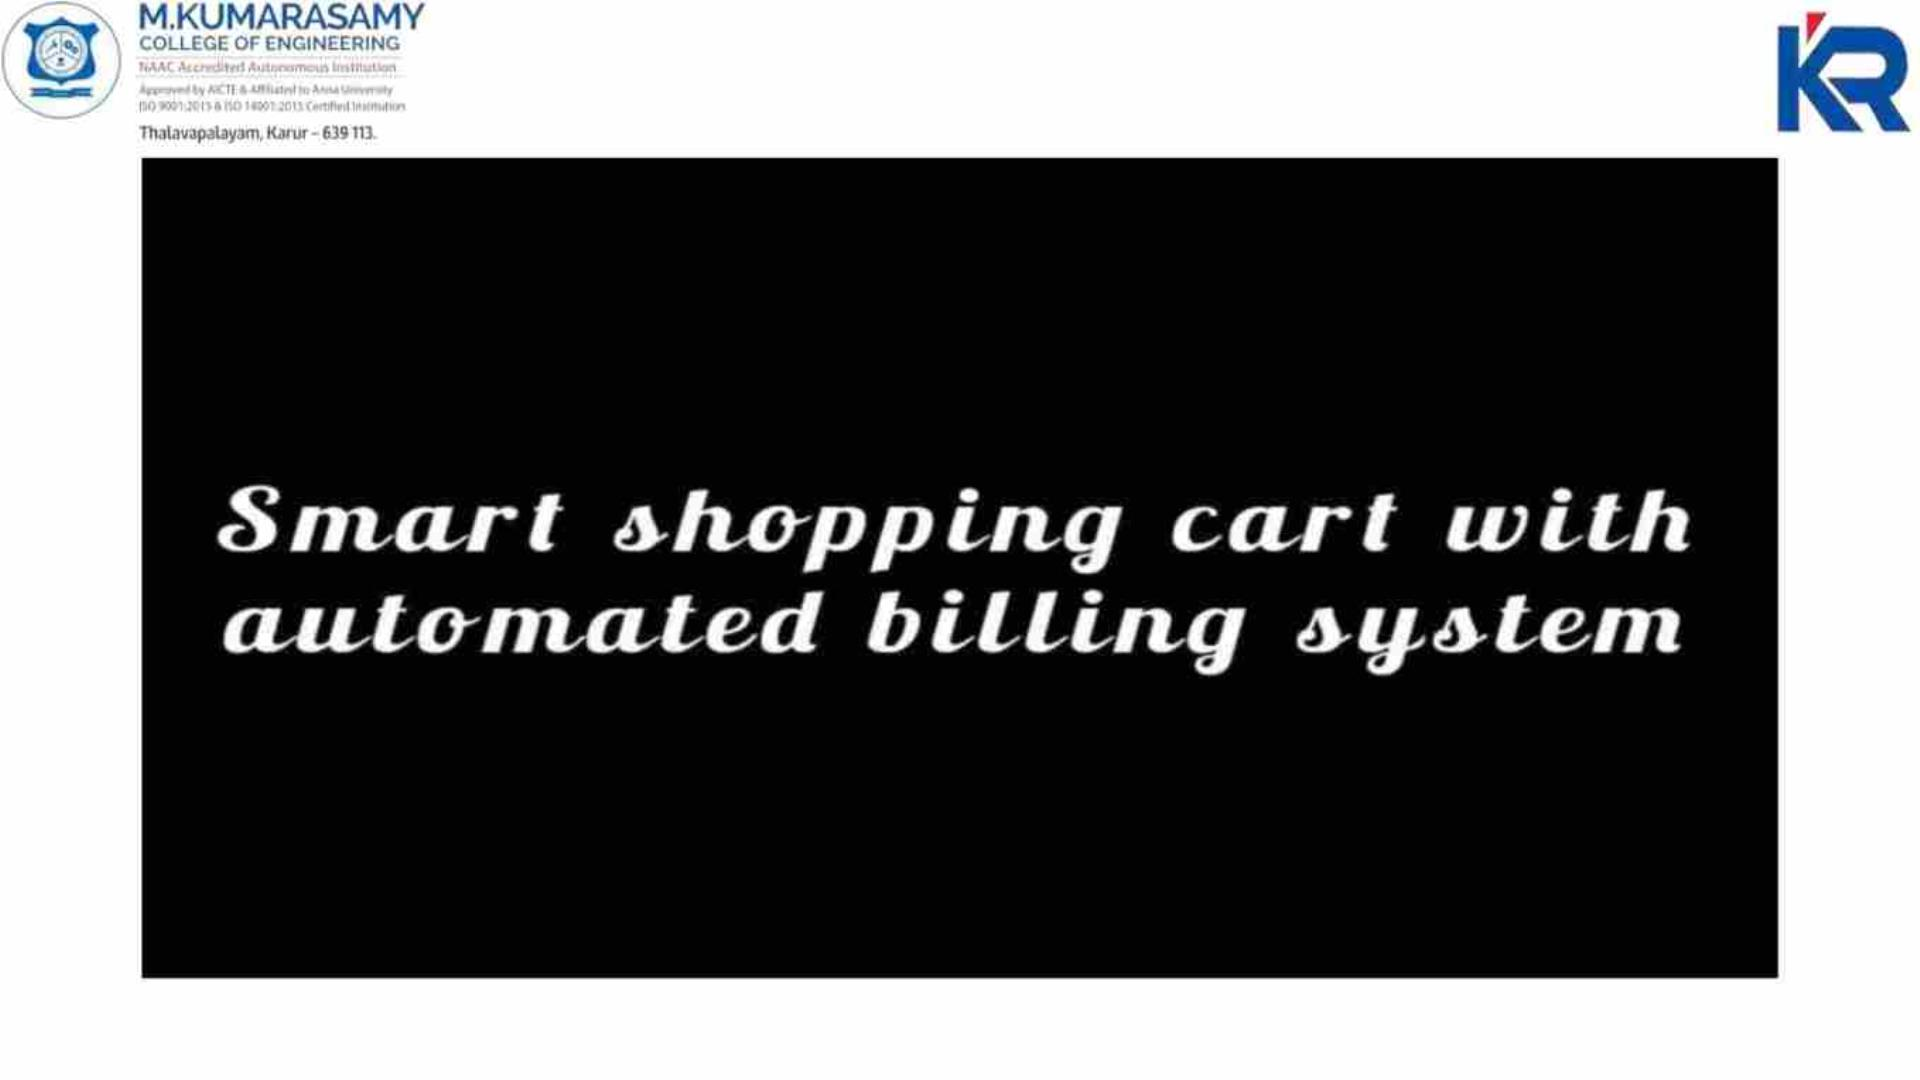 M.KUMARASAMY
COLLEGE OF ENGINEERING
NAAC Accredited Autonomous Institution
Approved by AICTE & Affiliated to Anna University
ISO 9001:2015 & ISO 14001:2015 Certified Institution
Thalavapalayam, Karur – 639 113.
KR
Smart shopping cart with
automated billing system